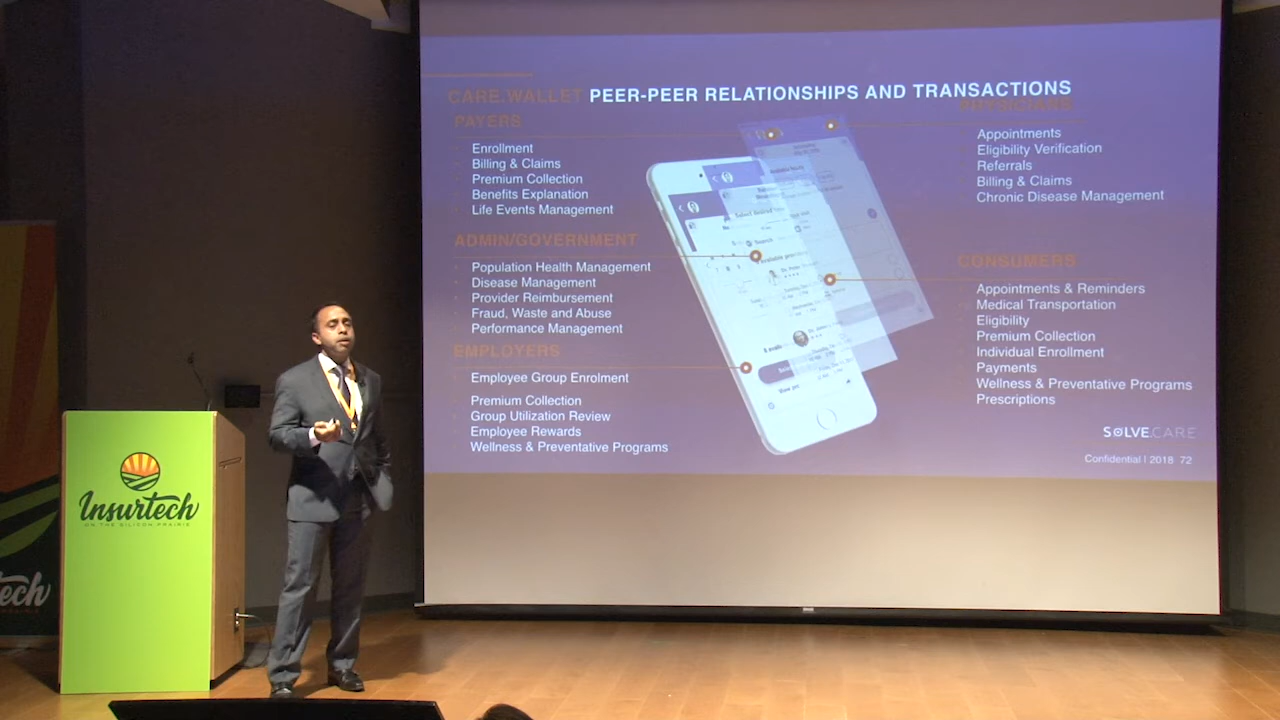 CARE.WALLET PEER-PEER RELATIONSHIPS AND TRANSACTIONS
PAYERS
Enrollment
Billing & Claims
Premium Collection
Benefits Explanation
Life Events Management
ADMIN/GOVERNMENT
Population Health Management
Disease Management
Provider Reimbursement
Fraud, Waste and Abuse
Performance Management
EMPLOYERS
Employee Group Enrolment
Premium Collection
Group Utilization Review
Employee Rewards
Wellness & Preventative Programs
PHYSICIANS
Appointments
Eligibility Verification
Referrals
Billing & Claims
Chronic Disease Management
CONSUMERS
Appointments & Reminders
Medical Transportation
Eligibility
Premium Collection
Individual Enrollment
Payments
Wellness & Preventative Programs
Prescriptions
SOLVE.CARE
Confidential | 2018 72
Search
Insurtech
ON THE SILICON PRAIRIE
ech